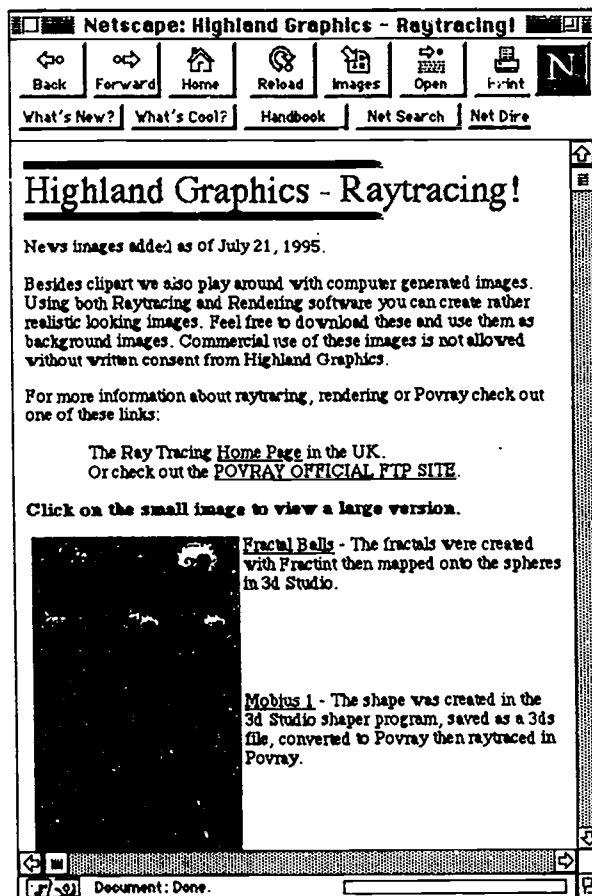 Netscape: Highland Graphics - Raytracing!
Back Forward Home Reload Images Open Print N
What's New? What's Cool? Handbook Net Search Net Dire
Highland Graphics - Raytracing!
News images added as of July 21, 1995.
Besides clipart we also play around with computer generated images.
Using both Raytracing and Rendering software you can create rather
realistic looking images. Feel free to download these and use them as
background images. Commercial use of these images is not allowed
without written consent from Highland Graphics.
For more information about raytracing, rendering or Povray check out
one of these links:
The Ray Tracing Home Page in the UK.
Or check out the POVRAY OFFICIAL FTP SITE.
Click on the small image to view a large version.
Fractal Balls - The fractals were created
with Fractint then mapped onto the spheres
in 3d Studio.
Mobius 1 - The shape was created in the
3d Studio shaper program, saved as a 3ds
file, converted to Povray then raytraced in
Povray.
Document: Done.